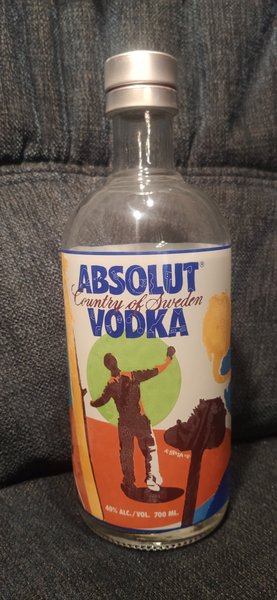 ABSOLUT®
Country of Sweden
VODKA
40% ALC./VOL. 700 ML.